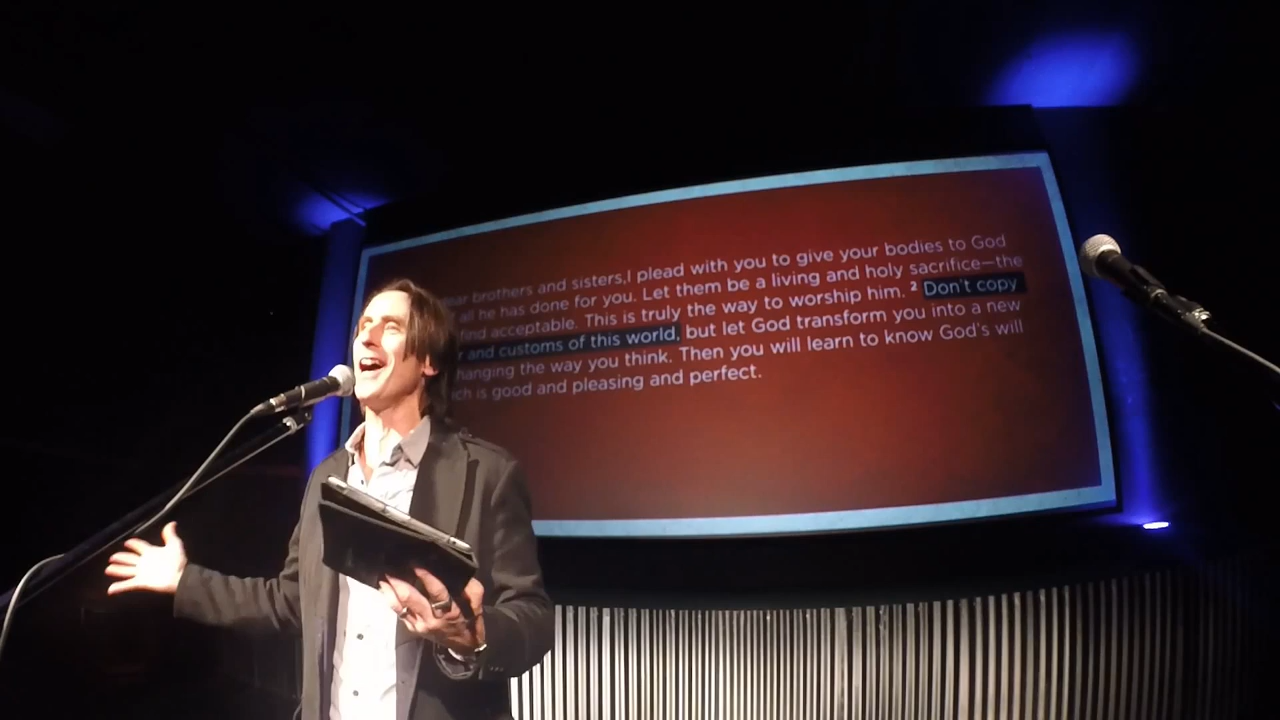 ear brothers and sisters,I plead with you to give your bodies to God
all he has done for you. Let them be a living and holy sacrifice—the
find acceptable. This is truly the way to worship him. ² Don't copy
r and customs of this world, but let God transform you into a new
hanging the way you think. Then you will learn to know God's will
ch is good and pleasing and perfect.